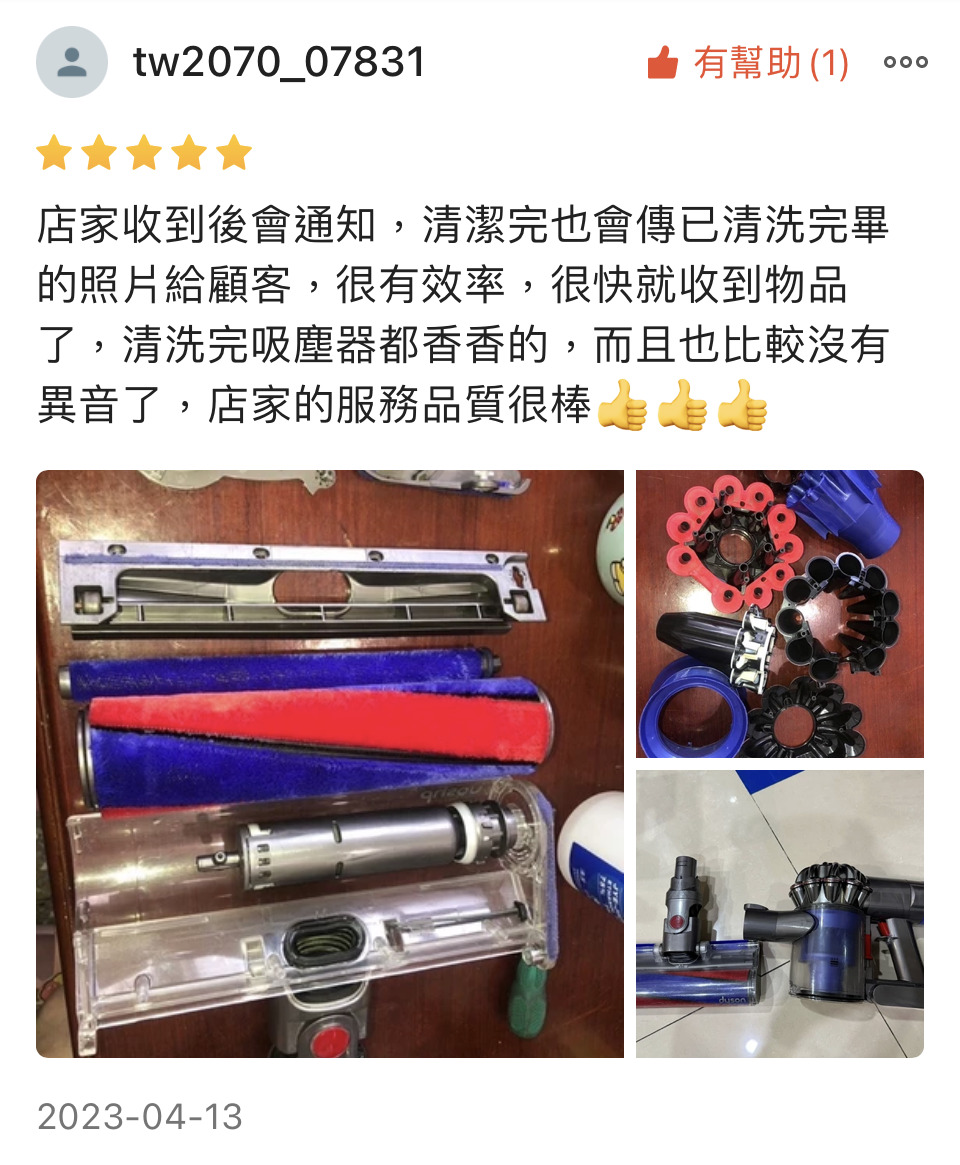 tw2070_07831
有幫助 (1)
店家收到後會通知，清潔完也會傳已清洗完畢
的照片給顧客，很有效率，很快就收到物品
了，清洗完吸塵器都香香的，而且也比較沒有
異音了，店家的服務品質很棒👍👍👍
dyson
2023-04-13